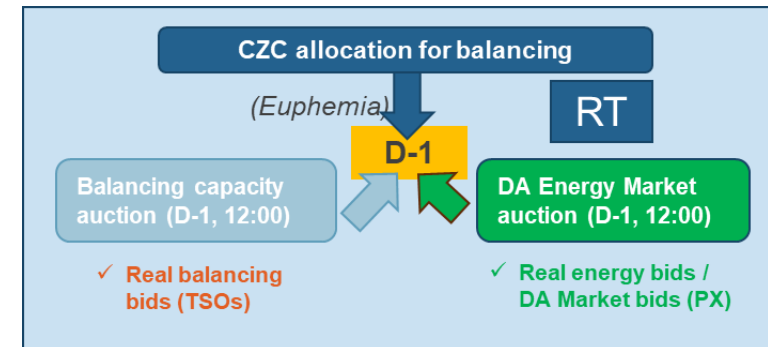 CZC allocation for balancing
(Euphemia)
RT
D-1
Balancing capacity
auction (D-1, 12:00)
DA Energy Market
auction (D-1, 12:00)
✓ Real balancing
bids (TSOs)
✓ Real energy bids /
DA Market bids (PX)